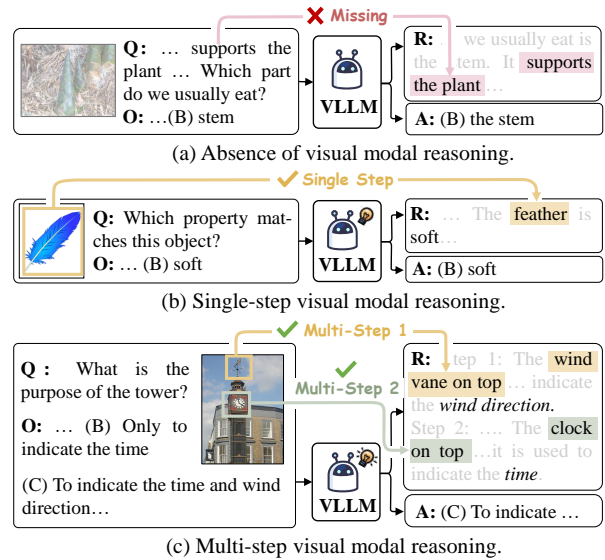 Missing
Q: … supports the
plant … Which part
do we usually eat?
O: …(B) stem
VLLM
R: … we usually eat is
the stem. It supports
the plant …
A: (B) the stem
(a) Absence of visual modal reasoning.
Single Step
Q: Which property mat-
ches this object?
O: … (B) soft
VLLM
R: … The feather is
soft…
A: (B) soft
(b) Single-step visual modal reasoning.
Multi-Step 1
Multi-Step 2
Q : What is the
purpose of the tower?
O: … (B) Only to
indicate the time
(C) To indicate the time and wind
direction…
VLLM
R: tep 1: The wind
vane on top … indicate
the wind direction.
Step 2: …. The clock
on top …it is used to
indicate the time.
A: (C) To indicate …
(c) Multi-step visual modal reasoning.